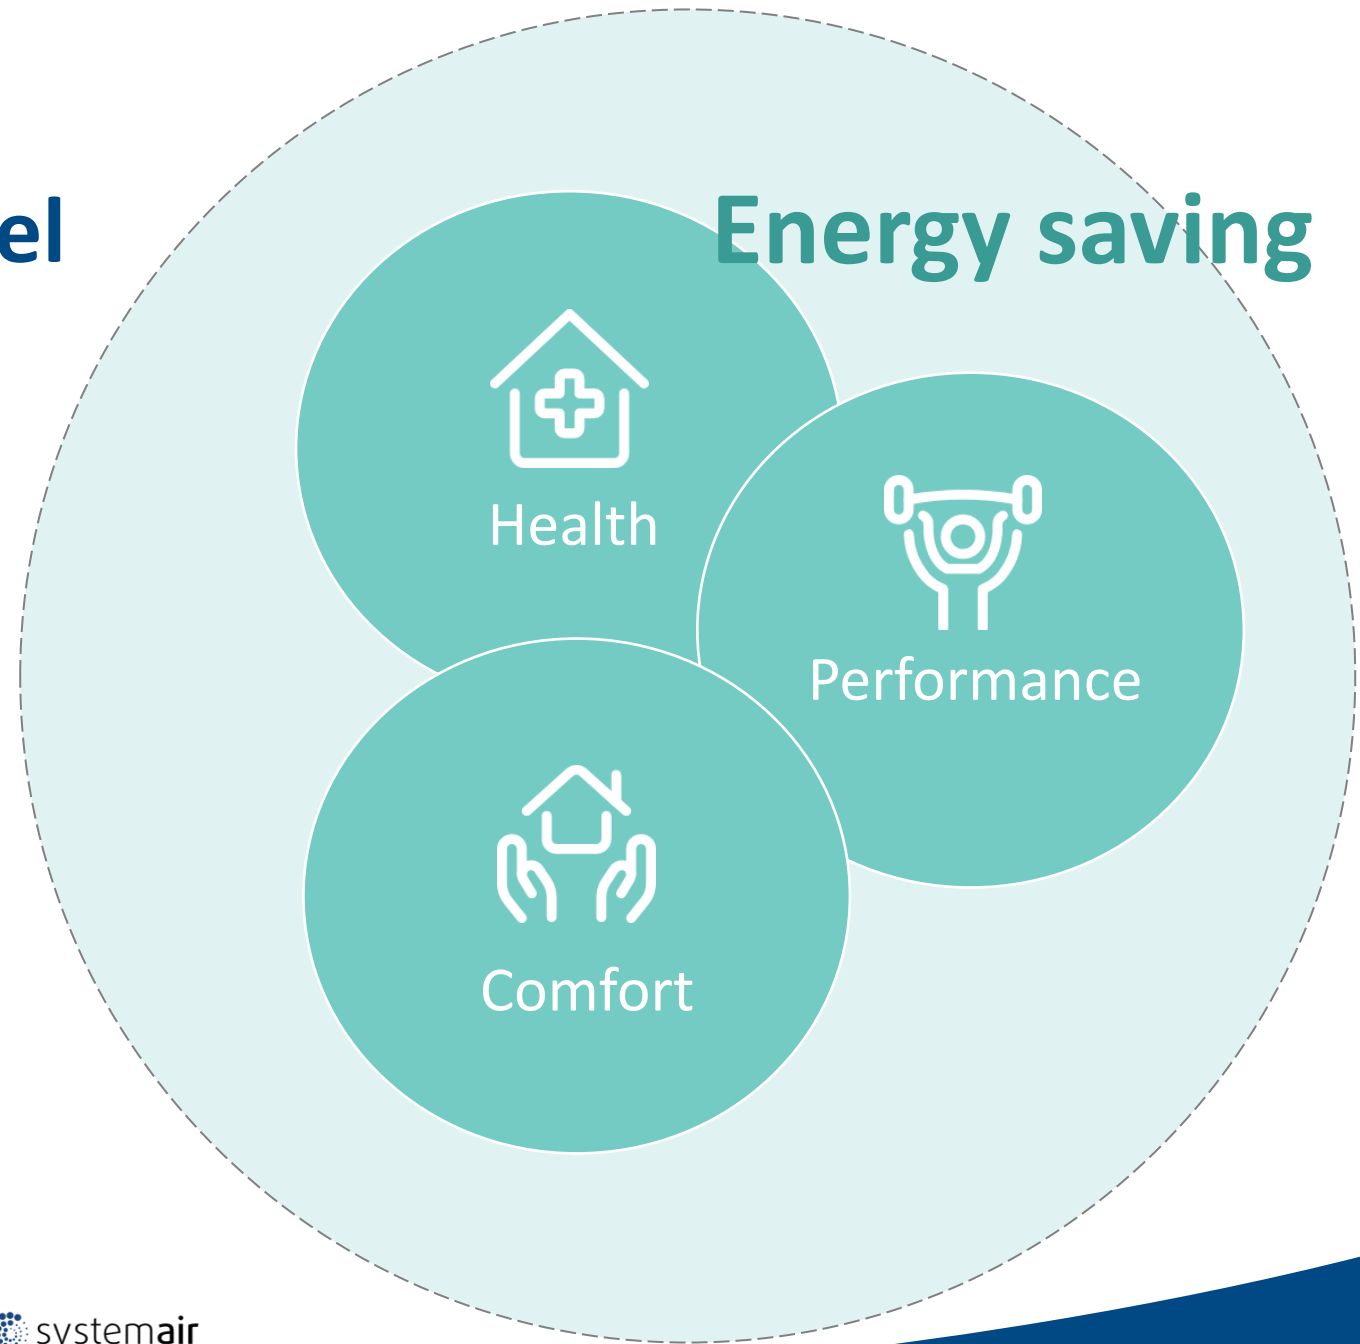 el
Energy saving
Health
Performance
Comfort
systemair